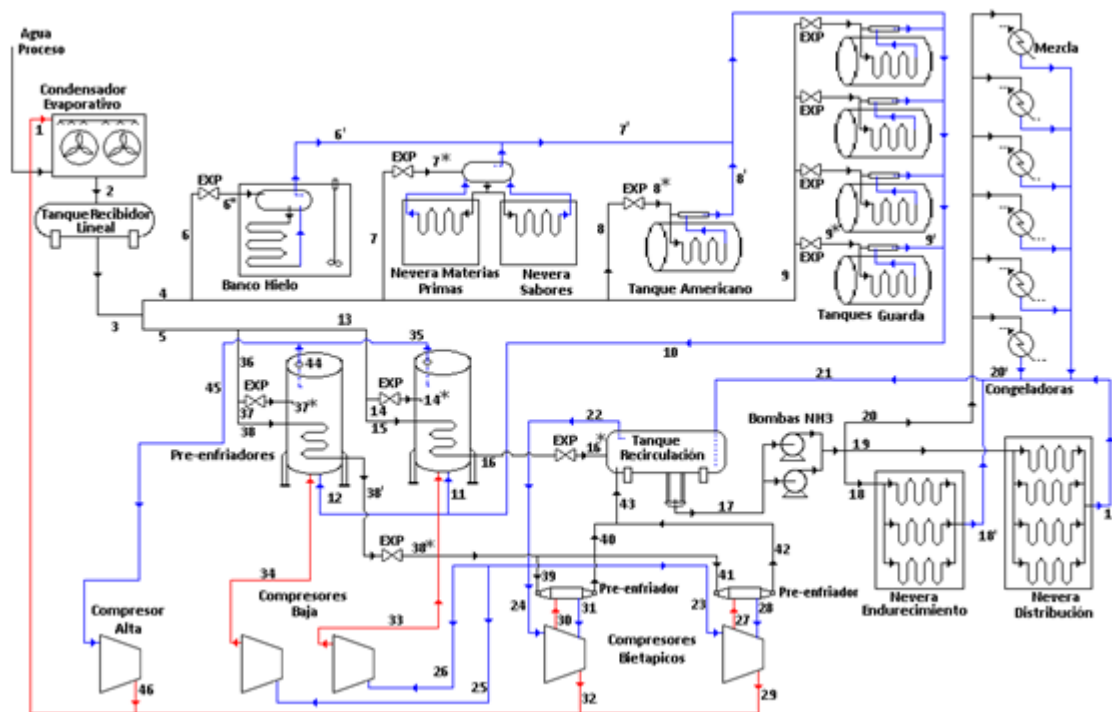 Agua
Proceso
Condensador
Evaporativo
1
2
Tanque Recibidor
Lineal
3
4
5
6
EXP
6*
6'
Banco Hielo
7
EXP
7*
7'
Nevera Materias
Primas
Nevera
Sabores
8
EXP
8*
8'
Tanque Americano
9
EXP
EXP
EXP
9*
EXP
9'
Tanques Guarda
10
Mezcla
Congeladoras
20'
13
35
36
44
45
EXP
37*
37
38
EXP
14*
14
15
Pre-enfriadores
12
11
38'
16
EXP
16*
22
Tanque
Recirculación
21
Bombas NH3
20
19
17
18
43
18'
1
Nevera
Endurecimiento
Nevera
Distribución
EXP
38*
40
42
39
41
Pre-enfriador
Pre-enfriador
24
31
30
23
28
27
34
33
Compresor
Alta
Compresores
Baja
Compresores
Bietapicos
26
25
46
32
29